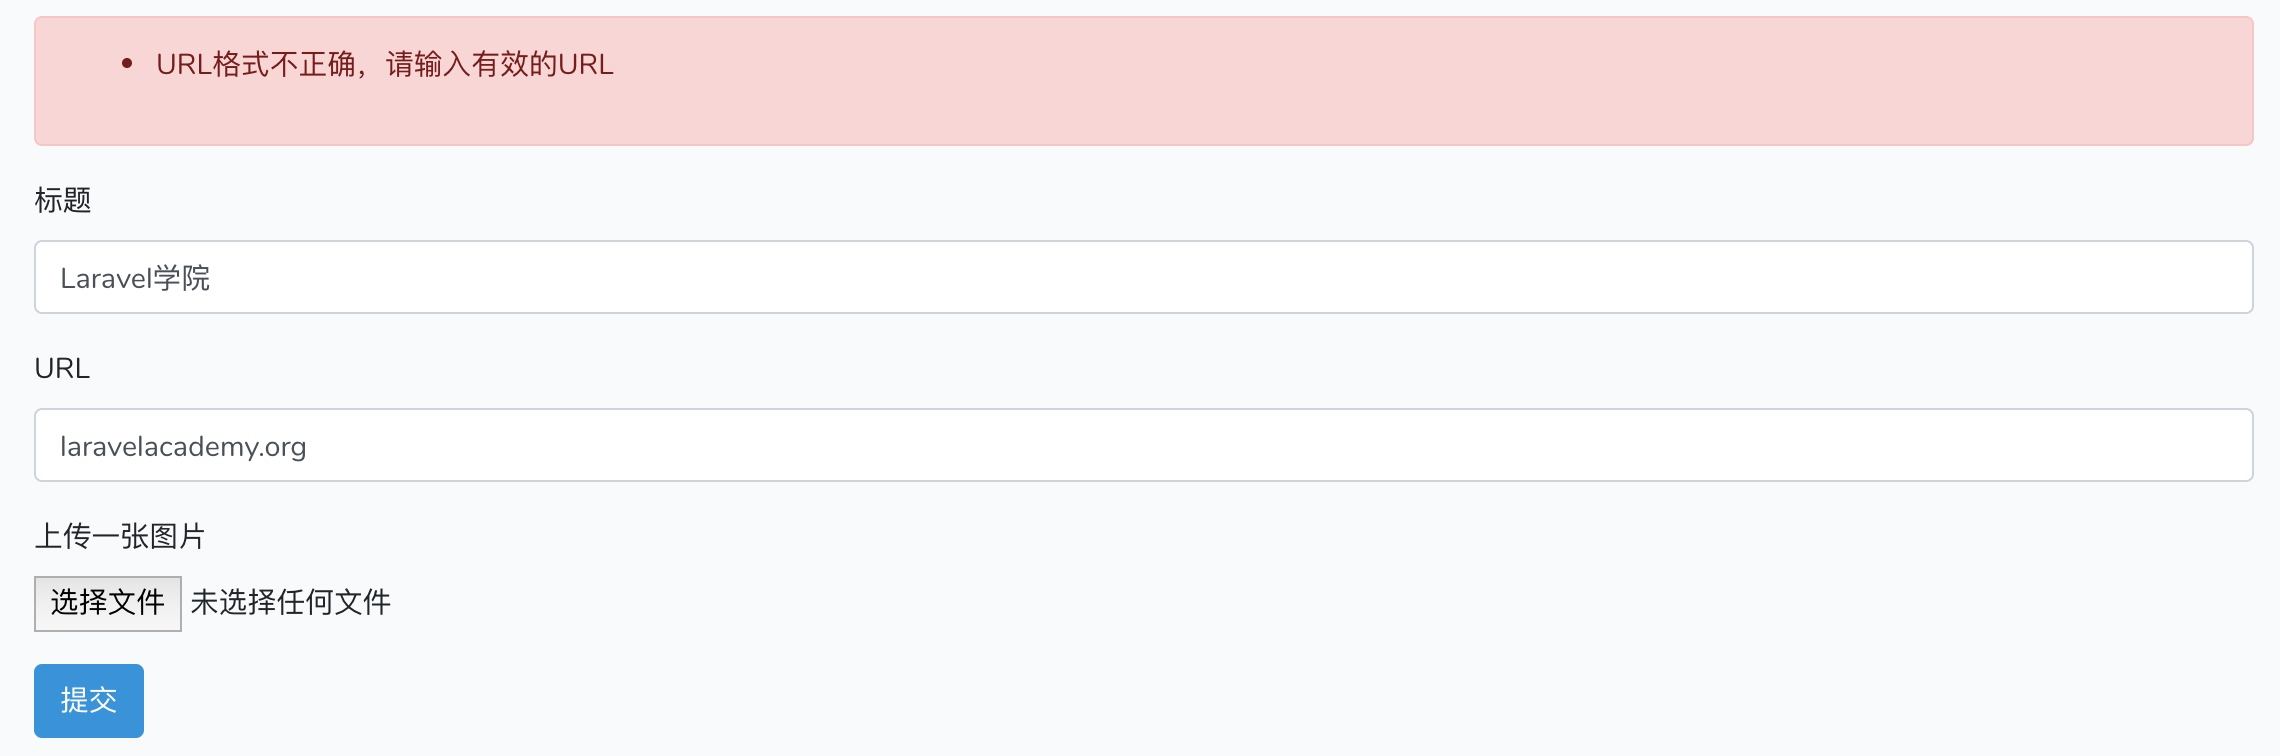 URL格式不正确，请输入有效的URL
标题
Laravel学院
URL
laravelacademy.org
上传一张图片
选择文件 未选择任何文件
提交